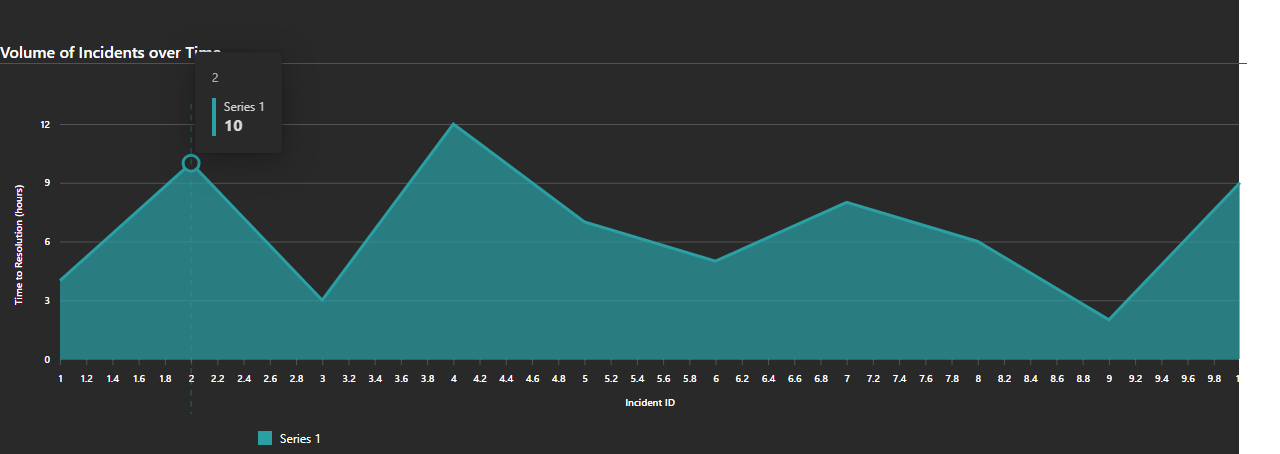 Volume of Incidents over Time
2
Series 1
10
12
9
6
3
0
Time to Resolution (hours)
1 1.2 1.4 1.6 1.8 2 2.2 2.4 2.6 2.8 3 3.2 3.4 3.6 3.8 4 4.2 4.4 4.6 4.8 5 5.2 5.4 5.6 5.8 6 6.2 6.4 6.6 6.8 7 7.2 7.4 7.6 7.8 8 8.2 8.4 8.6 8.8 9 9.2 9.4 9.6 9.8 1
Incident ID
Series 1